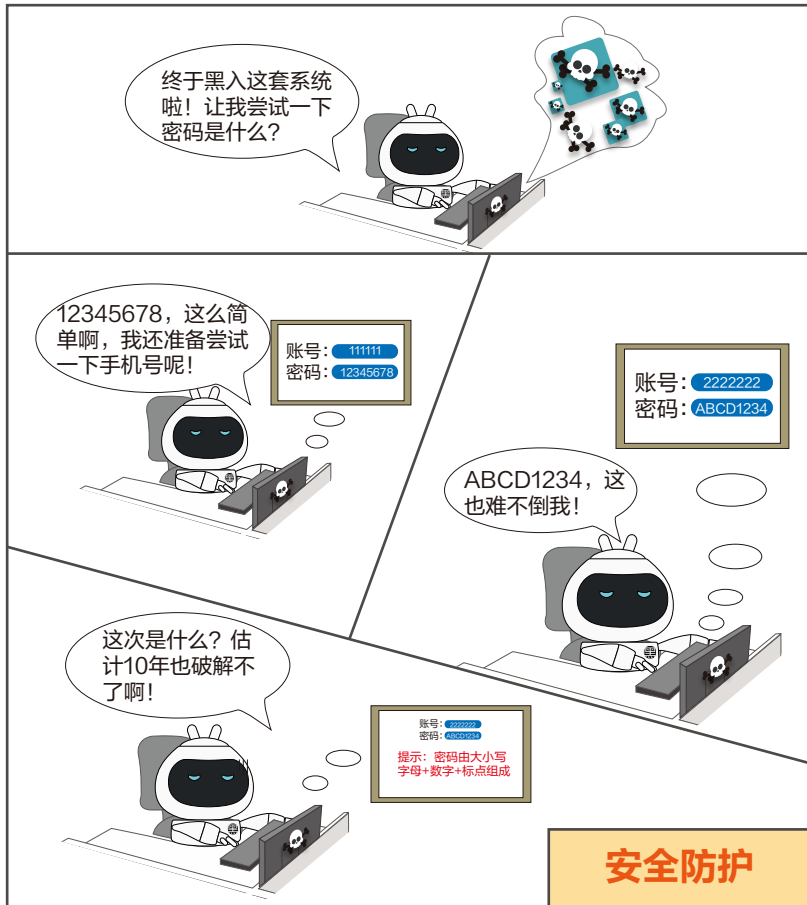 终于黑入这套系统
啦！让我尝试一下
密码是什么？
12345678，这么简
单啊，我还准备尝试
一下手机号呢！
账号：111111
密码：12345678
账号：2222222
密码：ABCD1234
ABCD1234，这
也难不倒我！
这次是什么？估
计10年也破解不
了啊！
账号：2222222
密码：ABCD1234
提示：密码由大小写
字母+数字+标点组成
安全防护